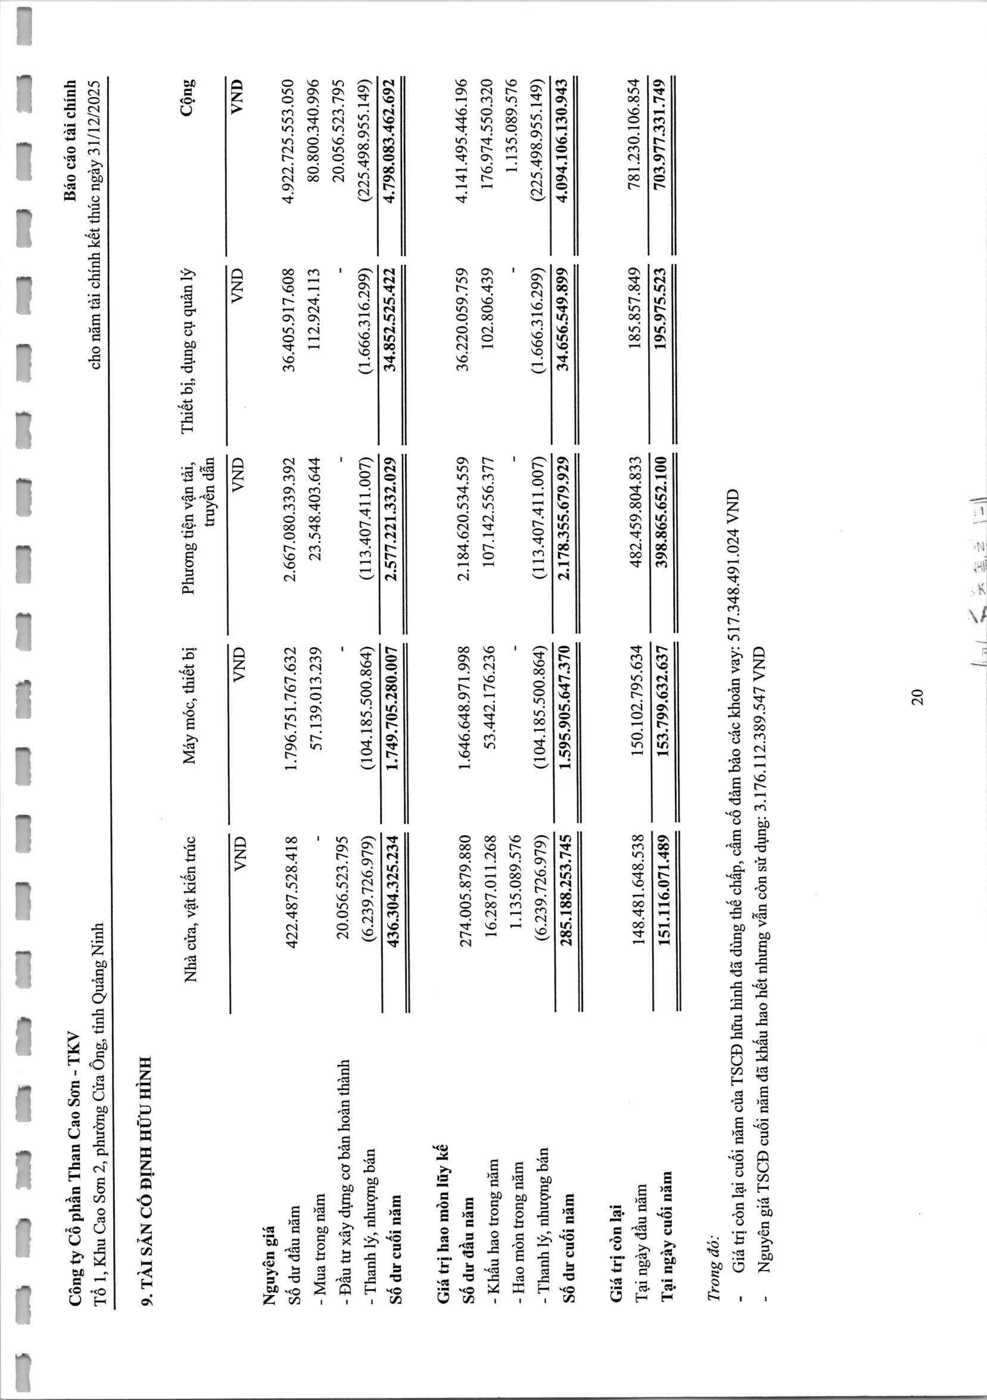 Công ty Cổ phần Than Cao Sơn - TKV Báo cáo tài chính
Tổ 1, Khu Cao Sơn 2, phường Cửa Ông, tỉnh Quảng Ninh cho năm tài chính kết thúc ngày 31/12/2025
9. TÀI SẢN CỐ ĐỊNH HỮU HÌNH
Nhà cửa, vật kiến trúc Máy móc, thiết bị Phương tiện vận tải, Thiết bị, dụng cụ quản lý Cộng
truyền dẫn
VND VND VND VND VND
Nguyên giá
Số dư đầu năm 422.487.528.418 1.796.751.767.632 2.667.080.339.392 36.405.917.608 4.922.725.553.050
- Mua trong năm - 57.139.013.239 23.548.403.644 112.924.113 80.800.340.996
- Đầu tư xây dựng cơ bản hoàn thành 20.056.523.795 - - - 20.056.523.795
- Thanh lý, nhượng bán (6.239.726.979) (104.185.500.864) (113.407.411.007) (1.666.316.299) (225.498.955.149)
Số dư cuối năm 436.304.325.234 1.749.705.280.007 2.577.221.332.029 34.852.525.422 4.798.083.462.692
Giá trị hao mòn lũy kế
Số dư đầu năm 274.005.879.880 1.646.648.971.998 2.184.620.534.559 36.220.059.759 4.141.495.446.196
- Khấu hao trong năm 16.287.011.268 53.442.176.236 107.142.556.377 102.806.439 176.974.550.320
- Hao mòn trong năm 1.135.089.576 - - - 1.135.089.576
- Thanh lý, nhượng bán (6.239.726.979) (104.185.500.864) (113.407.411.007) (1.666.316.299) (225.498.955.149)
Số dư cuối năm 285.188.253.745 1.595.905.647.370 2.178.355.679.929 34.656.549.899 4.094.106.130.943
Giá trị còn lại
Tại ngày đầu năm 148.481.648.538 150.102.795.634 482.459.804.833 185.857.849 781.230.106.854
Tại ngày cuối năm 151.116.071.489 153.799.632.637 398.865.652.100 195.975.523 703.977.331.749
Trong đó:
- Giá trị còn lại cuối năm của TSCĐ hữu hình đã dùng thế chấp, cầm cố đảm bảo các khoản vay: 517.348.491.024 VND
- Nguyên giá TSCĐ cuối năm đã khấu hao hết nhưng vẫn còn sử dụng: 3.176.112.389.547 VND
20